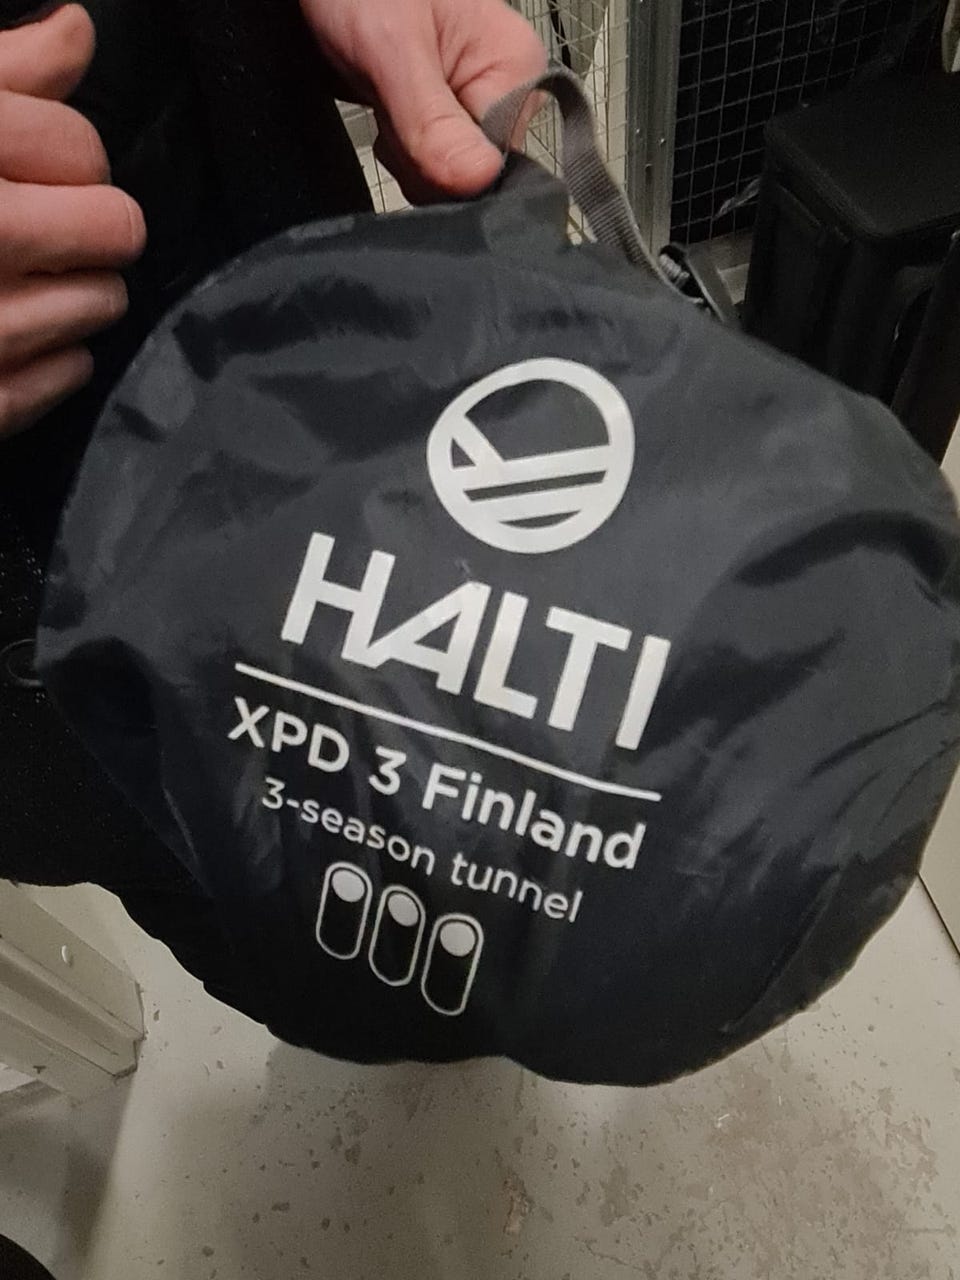 HALTI
XPD 3 Finland
3-season tunnel